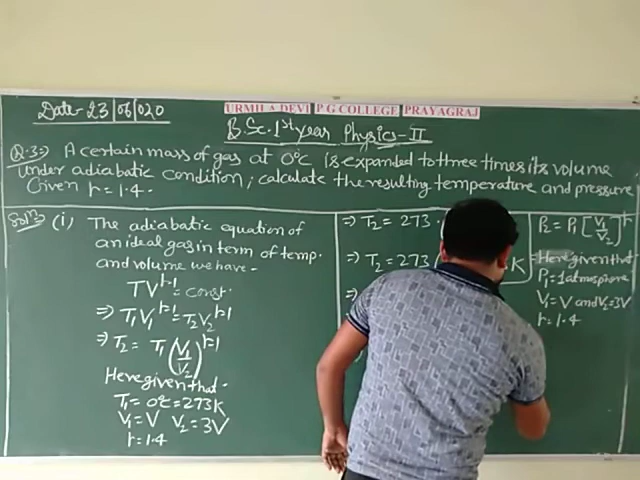 Date-23/06/020
URMILA DEVI P G COLLEGE PRAYAGRAJ
B.Sc. 1st year Physics-II
Q.3=> A certain mass of gas at 0°C is expanded to three times its volume
under adiabatic condition; calculate the resulting temperature and pressure
Given r=1.4.
Soln=> (i) The adiabatic equation of
an ideal gas in term of temp.
and volume we have-
TV^r-1 = const.
=> T1V1^r-1 = T2V2^r-1
=> T2 = T1 (V1/V2)^r-1
Here given that-
T1 = 0°C = 273K
V1 = V V2 = 3V
r = 1.4
=> T2 = 273
=> T2 = 273
K
P2 = P1 [V1/V2]^r
Here given that-
P1 = 1 atmosphore
V1 = V and V2 = 3V
r = 1.4